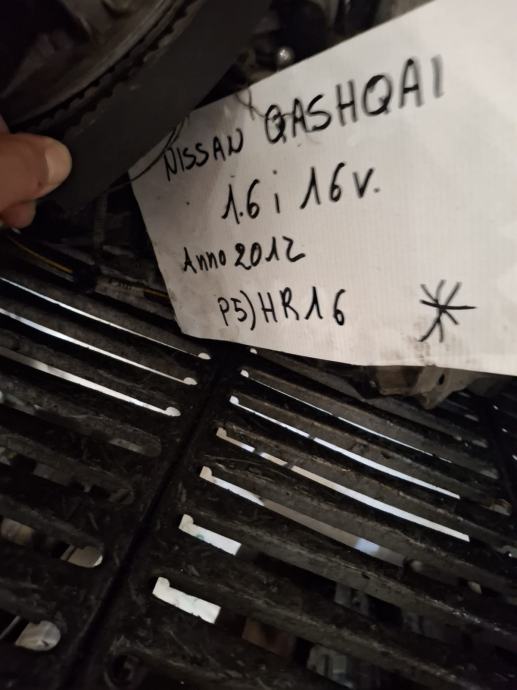 NISSAN QASHQAI
1.6 i 16 v.
Anno 2012
P5) HR16